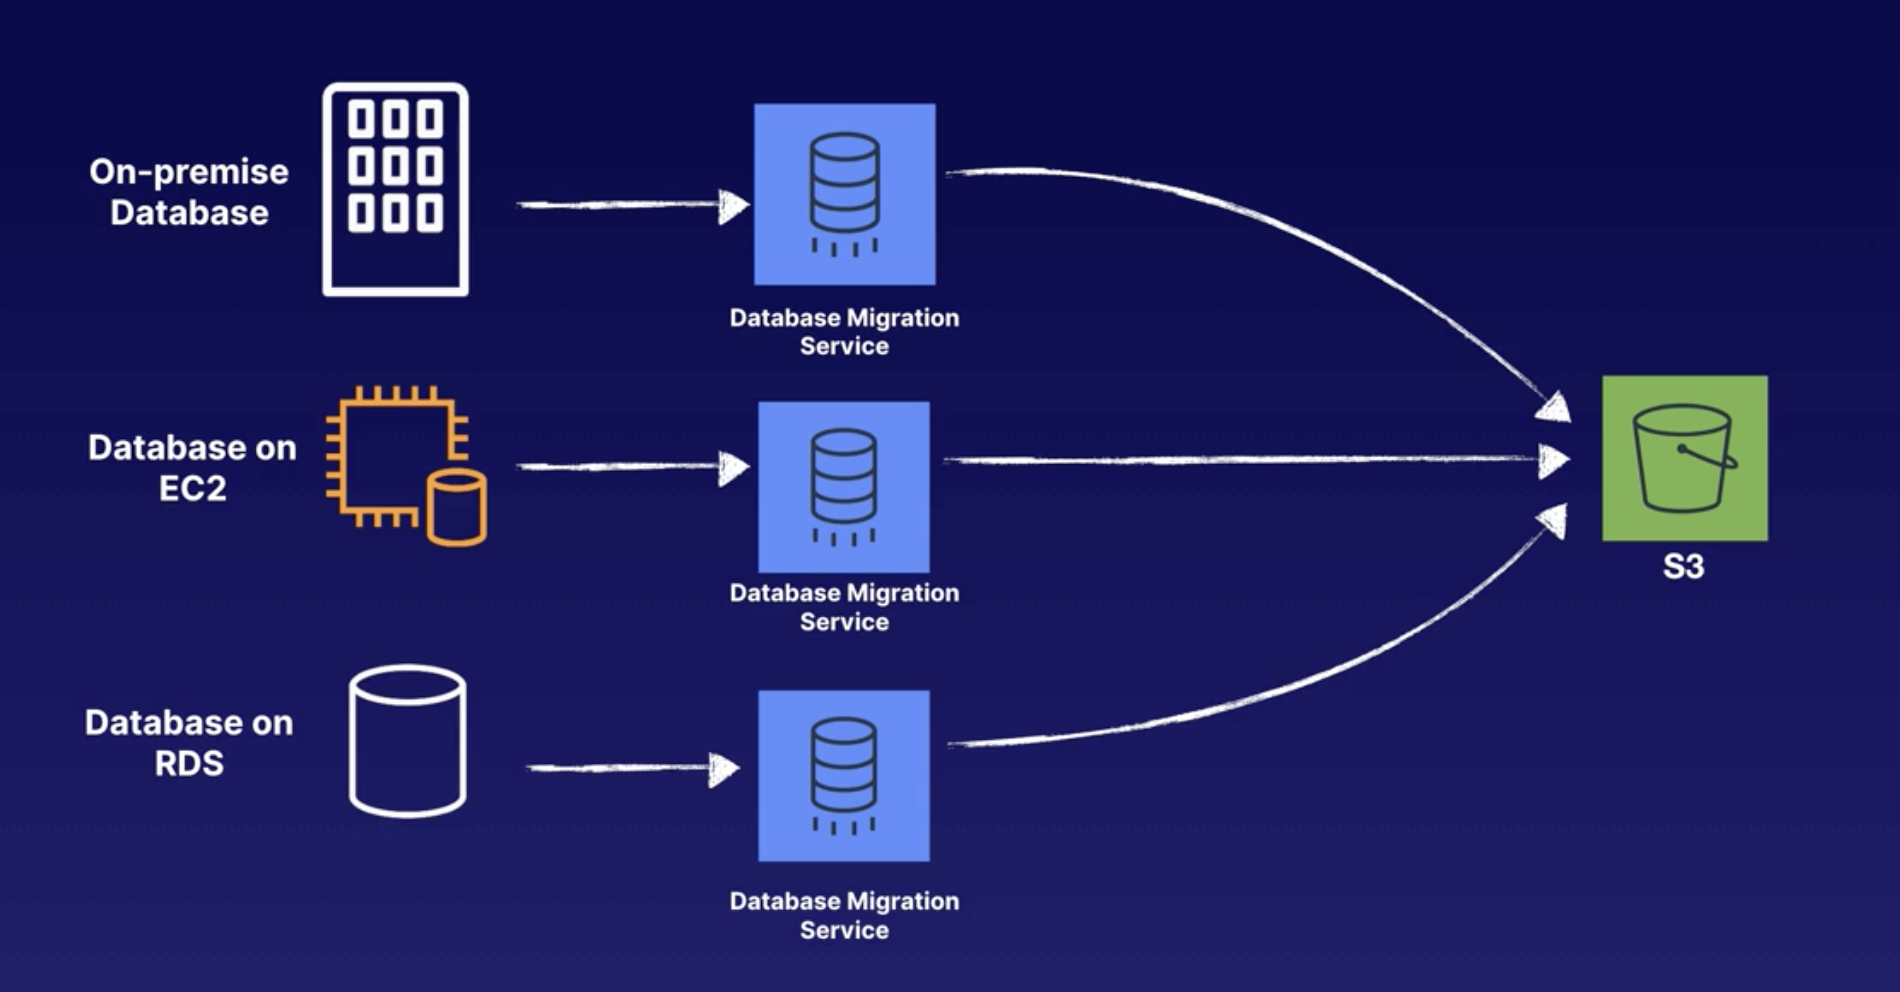 On-premise
Database
Database Migration
Service
Database on
EC2
Database Migration
Service
S3
Database on
RDS
Database Migration
Service